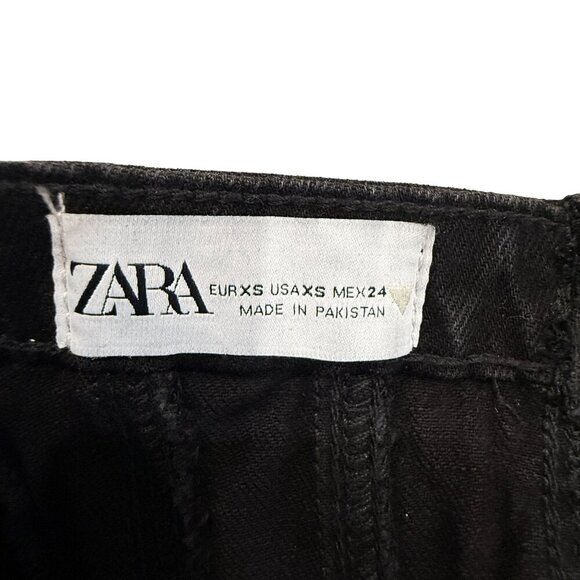 ZARA
EUR XS USA XS MEX 24
MADE IN PAKISTAN